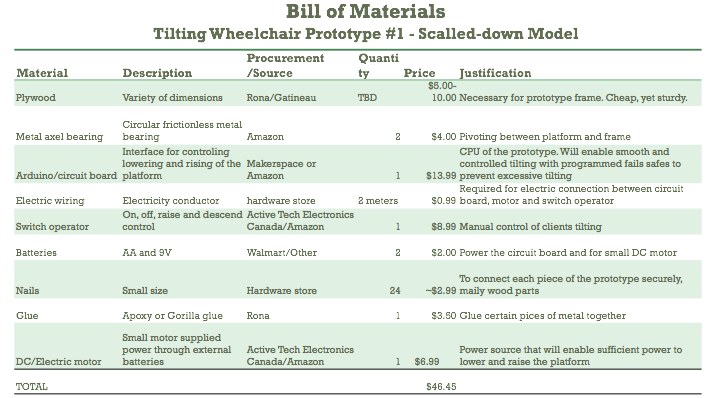 Bill of Materials
Tilting Wheelchair Prototype #1 - Scalled-down Model
Material Description Procurement /Source Quanti ty Price Justification
Plywood Variety of dimensions Rona/Gatineau TBD $5.00- 10.00 Necessary for prototype frame. Cheap, yet sturdy.
Metal axel bearing Circular frictionless metal bearing Amazon 2 $4.00 Pivoting between platform and frame
Arduino/circuit board Interface for controling lowering and rising of the platform Makerspace or Amazon 1 $13.99 CPU of the prototype. Will enable smooth and controlled tilting with programmed fails safes to prevent excessive tilting
Electric wiring Electricity conductor hardware store 2 meters $0.99 Required for electric connection between circuit board, motor and switch operator
Switch operator On, off, raise and descend control Active Tech Electronics Canada/Amazon 1 $8.99 Manual control of clients tilting
Batteries AA and 9V Walmart/Other 2 $2.00 Power the circuit board and for small DC motor
Nails Small size Hardware store 24 ~$2.99 To connect each piece of the prototype securely, maily wood parts
Glue Apoxy or Gorilla glue Rona 1 $3.50 Glue certain pices of metal together
DC/Electric motor Small motor supplied power through external batteries Active Tech Electronics Canada/Amazon 1 $6.99 Power source that will enable sufficient power to lower and raise the platform
TOTAL $46.45